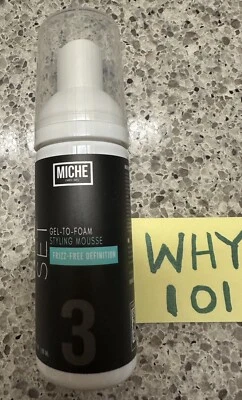 MICHE
SET
GEL-TO-FOAM
STYLING MOUSSE
FRIZZ-FREE DEFINITION
3
WHY
101